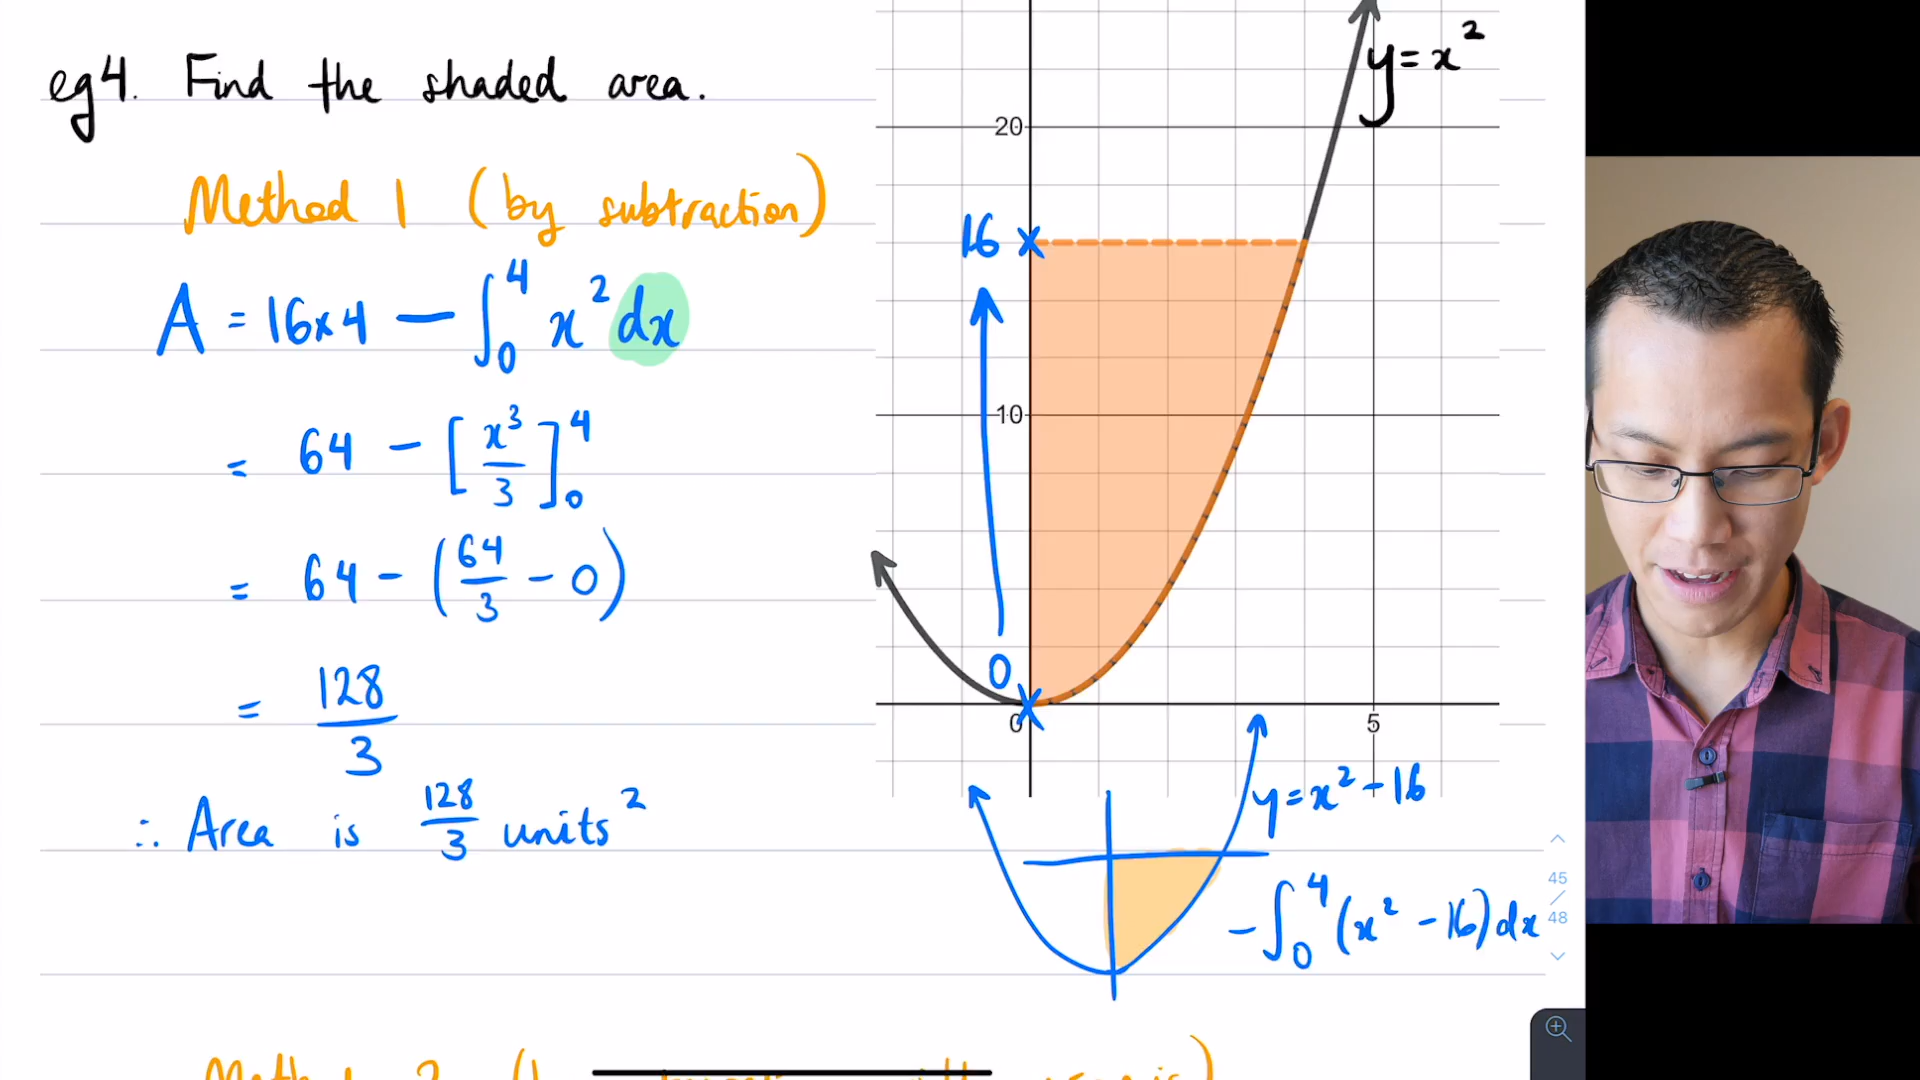 eg4. Find the shaded area.
Method 1 (by subtraction)
A = 16×4 − ∫₀⁴ x² dx
= 64 − [x³/3]₀⁴
= 64 − (64/3 − 0)
= 128/3
∴ Area is 128/3 units²
y = x²
20
16
10
0
0
5
y = x² − 16
− ∫₀⁴ (x² − 16) dx
45
/
48